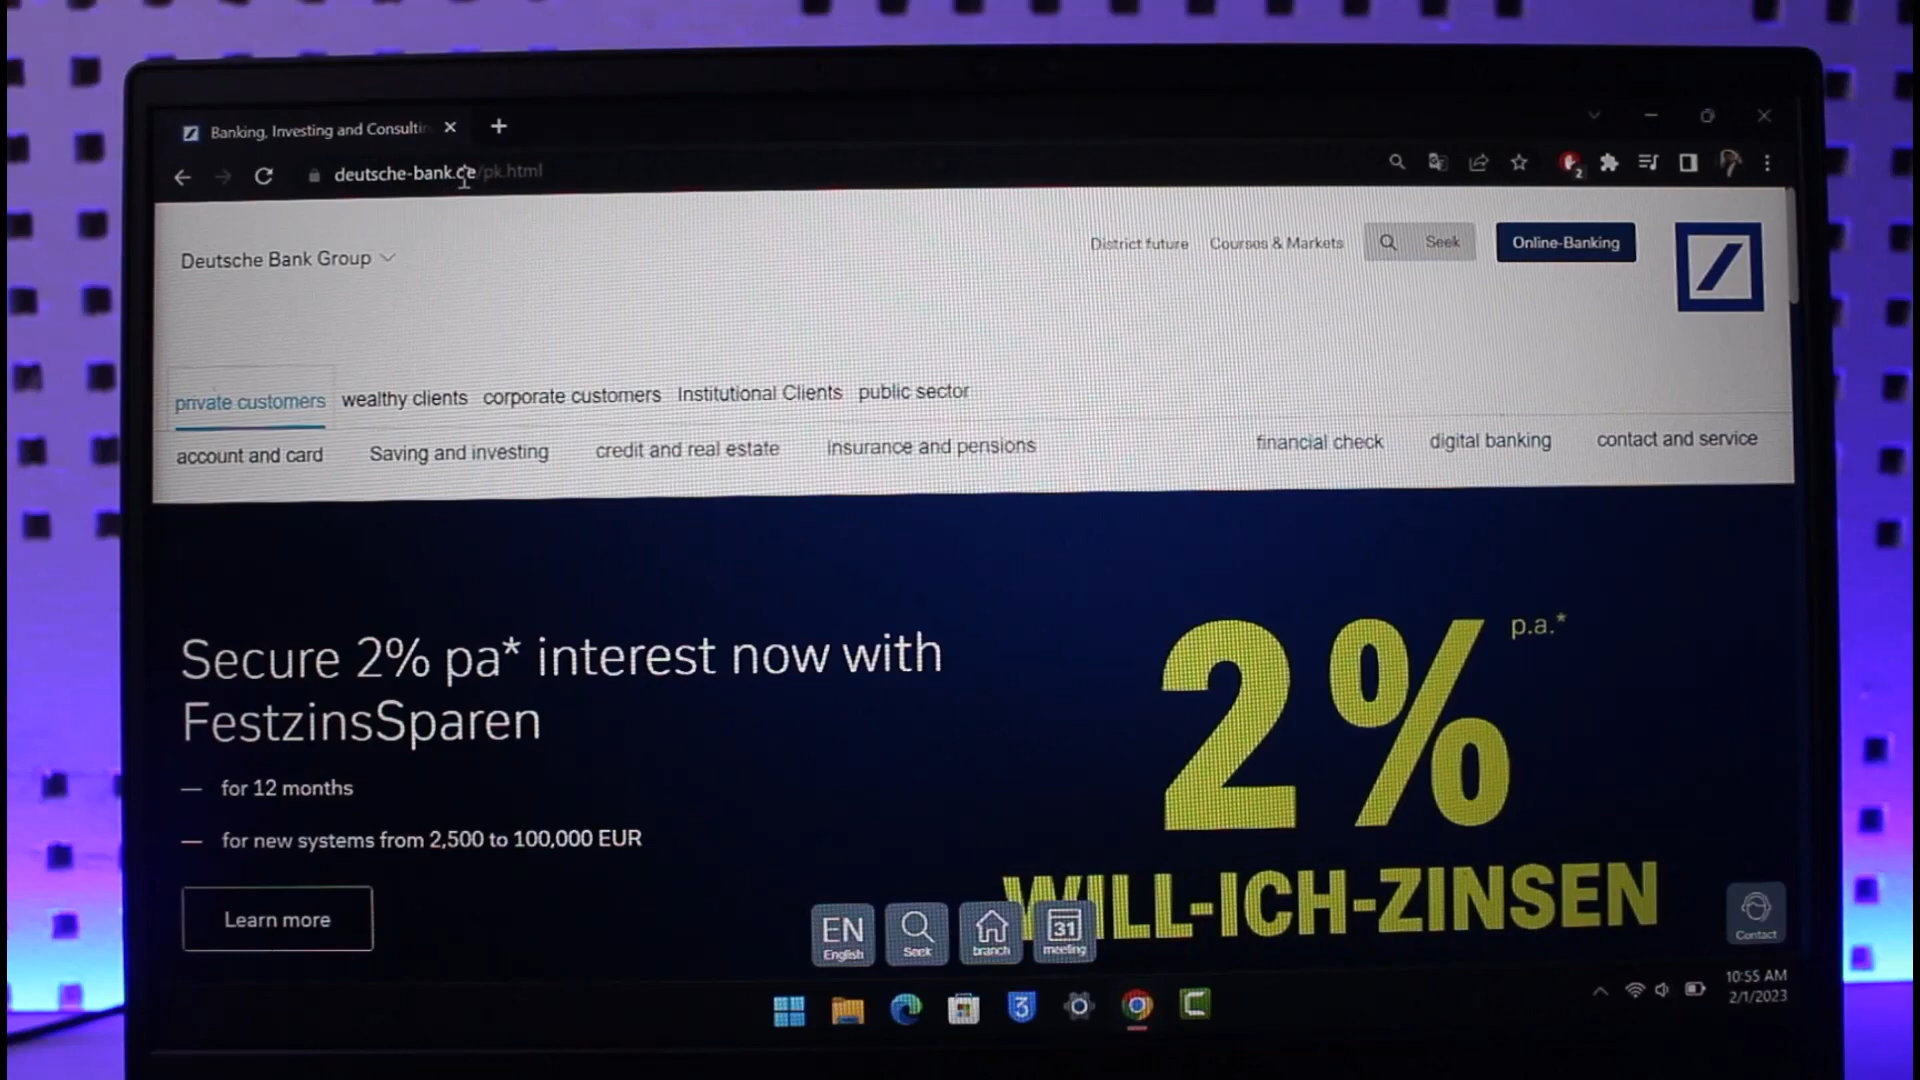 Banking, Investing and Consultin
deutsche-bank.de/pk.html
2
Deutsche Bank Group
District future
Courses & Markets
Seek
Online-Banking
private customers
wealthy clients
corporate customers
Institutional Clients
public sector
account and card
Saving and investing
credit and real estate
insurance and pensions
financial check
digital banking
contact and service
Secure 2% pa* interest now with
FestzinsSparen
— for 12 months
— for new systems from 2,500 to 100,000 EUR
Learn more
2%
p.a.*
WILL-ICH-ZINSEN
EN
English
Seek
branch
31
meeting
Contact
3
10:55 AM
2/1/2023